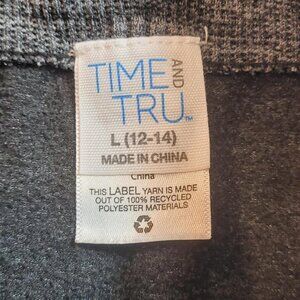 TIME AND
TRU™
L (12-14)
MADE IN CHINA
China
THIS LABEL YARN IS MADE
OUT OF 100% RECYCLED
POLYESTER MATERIALS